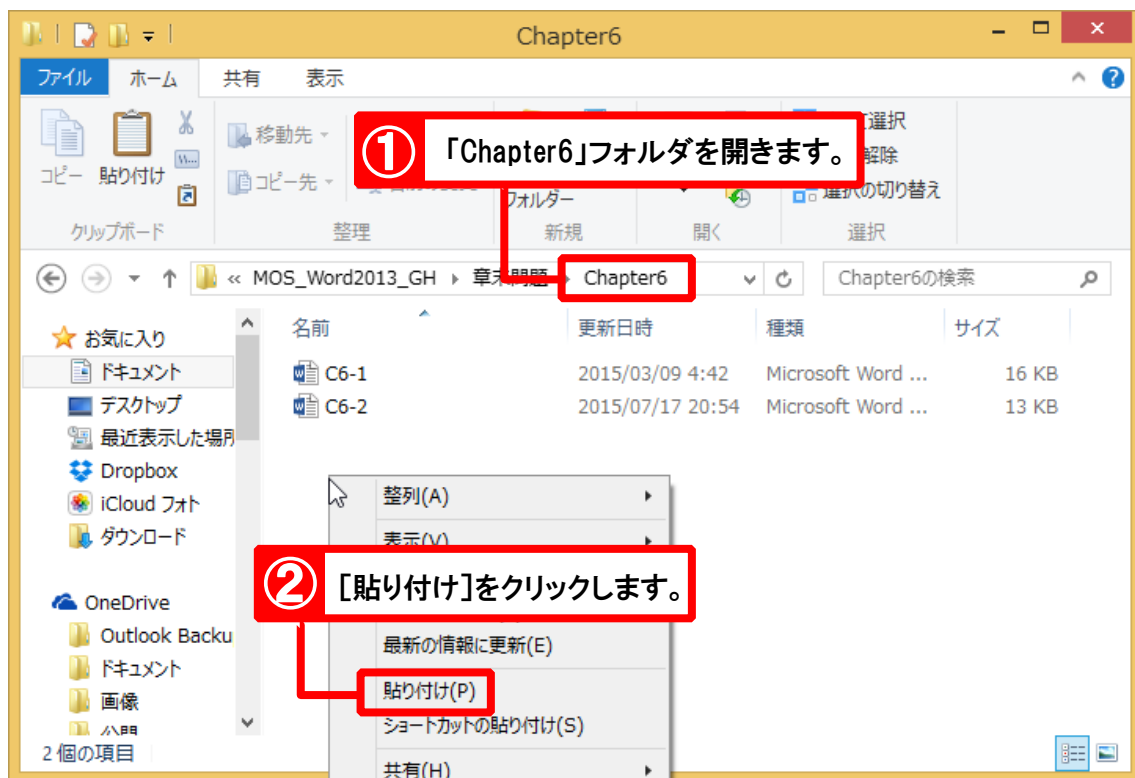 Chapter6
ファイル ホーム 共有 表示
コピー 貼り付け
移動先
コピー先
フォルダー
選択
解除
選択の切り替え
クリップボード 整理 新規 開く 選択
① 「Chapter6」フォルダを開きます。
« MOS_Word2013_GH 章末問題 Chapter6
Chapter6の検索
名前 更新日時 種類 サイズ
C6-1 2015/03/09 4:42 Microsoft Word ... 16 KB
C6-2 2015/07/17 20:54 Microsoft Word ... 13 KB
お気に入り
ドキュメント
デスクトップ
最近表示した場所
Dropbox
iCloud フォト
ダウンロード
OneDrive
Outlook Backu
ドキュメント
画像
公開
整列(A)
表示(V)
② [貼り付け]をクリックします。
最新の情報に更新(E)
貼り付け(P)
ショートカットの貼り付け(S)
共有(H)
2 個の項目